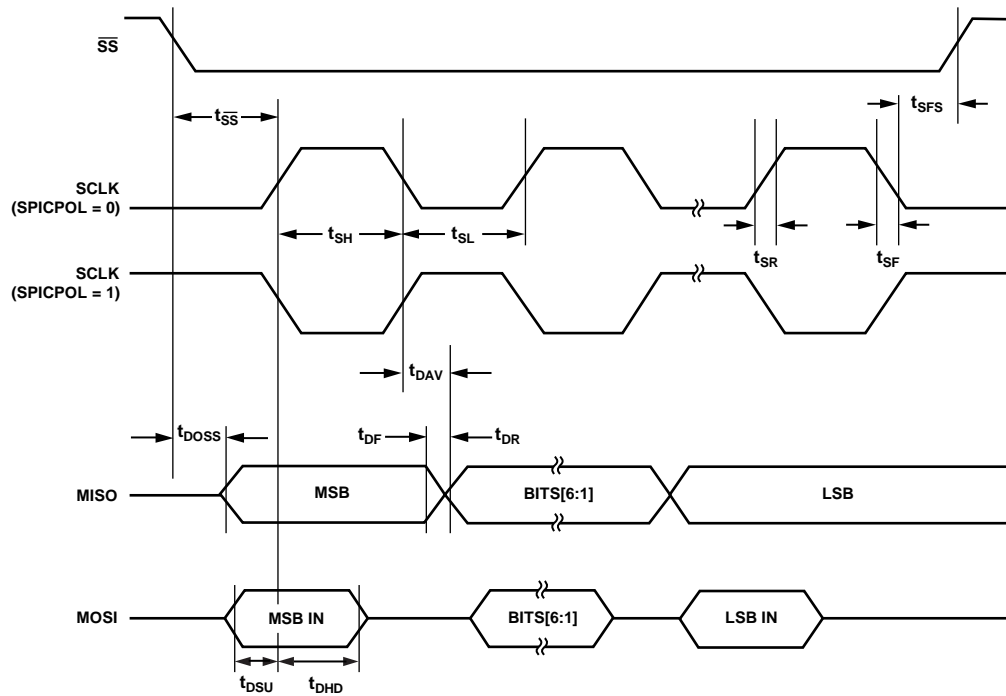 SS
tSS
tSFS
SCLK
(SPICPOL = 0)
tSH
tSL
tSR
tSF
SCLK
(SPICPOL = 1)
tDAV
tDOSS
tDF
tDR
MISO
MSB
BITS[6:1]
LSB
MOSI
MSB IN
BITS[6:1]
LSB IN
tDSU
tDHD